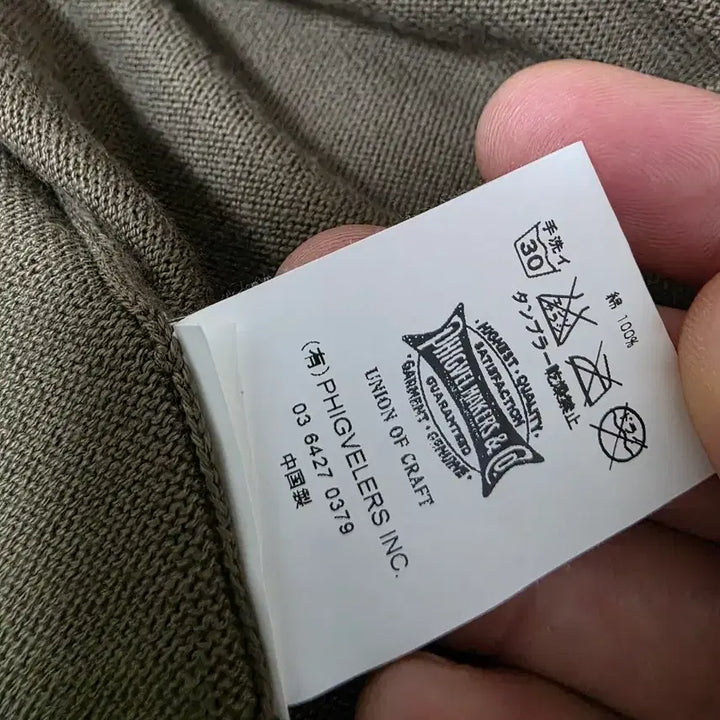 綿 100%
手洗イ
30
タンブラー乾燥禁止
HIGHEST・QUALITY・
SATISFACTION
PHIGVEL MAKERS & Co
GUARANTEED
・GARMENT・GENUINE
UNION OF CRAFT
(有)PHIGVELERS INC.
03 6427 0379
中国製